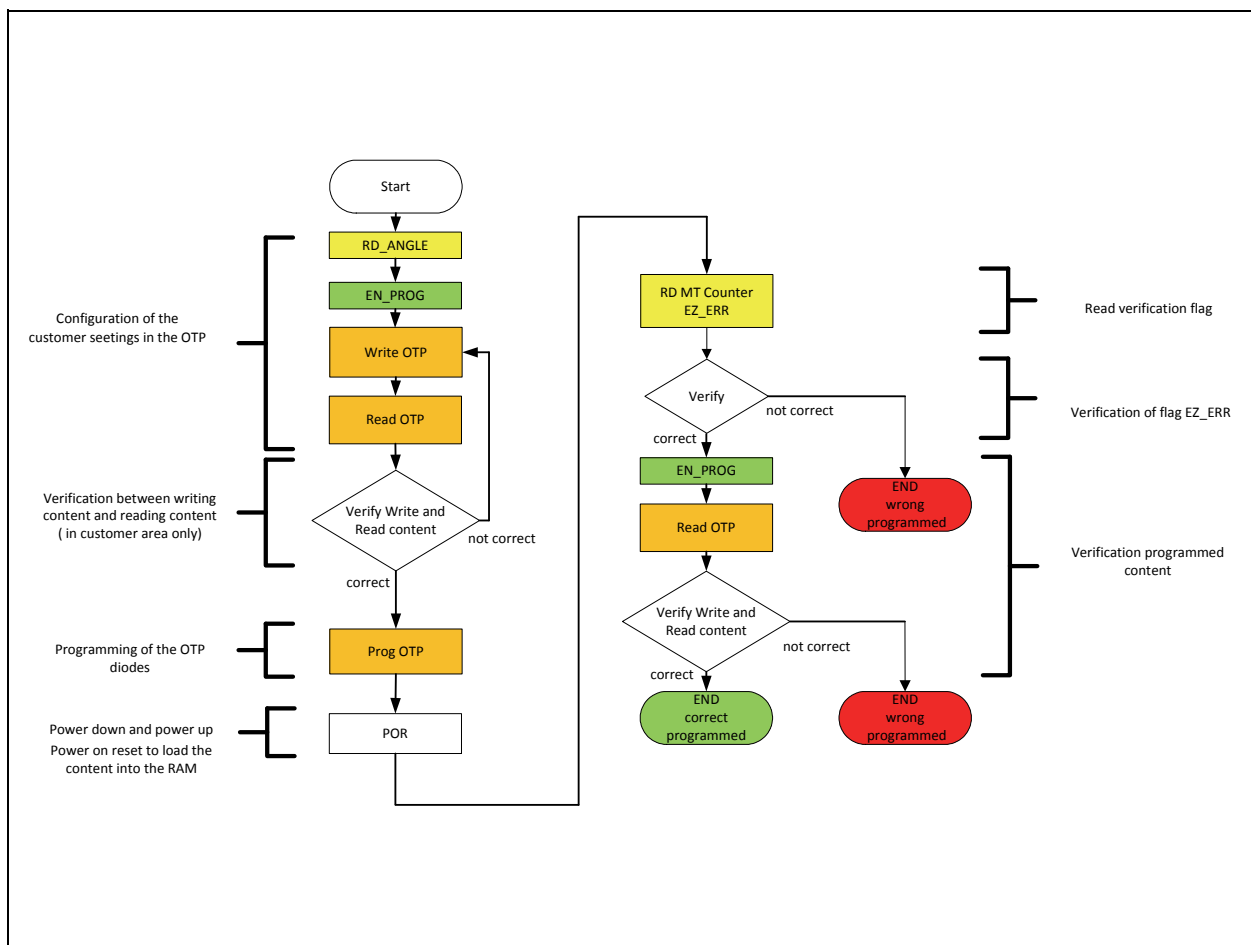 Start
RD_ANGLE
EN_PROG
Configuration of the
customer seetings in the OTP
Write OTP
Read OTP
Verification between writing
content and reading content
( in customer area only)
Verify Write and
Read content
not correct
correct
Programming of the OTP
diodes
Prog OTP
Power down and power up
Power on reset to load the
content into the RAM
POR
RD MT Counter
EZ_ERR
Read verification flag
Verify
not correct
correct
Verification of flag EZ_ERR
EN_PROG
END
wrong
programmed
Read OTP
Verification programmed
content
Verify Write and
Read content
not correct
correct
END
correct
programmed
END
wrong
programmed